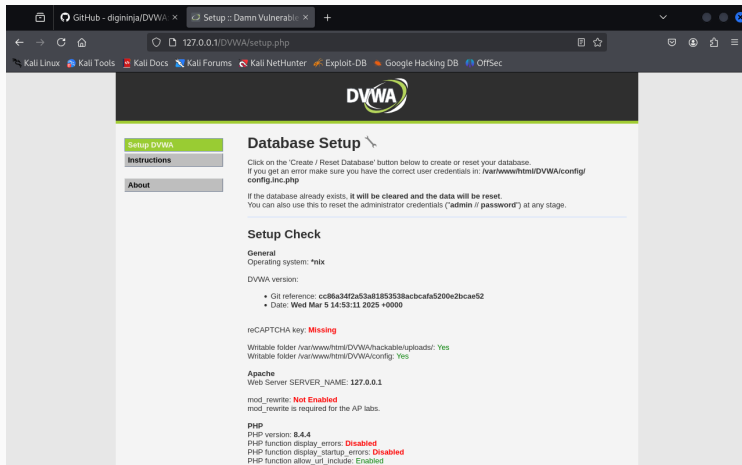 GitHub - digininja/DVWA:
Setup :: Damn Vulnerable
127.0.0.1/DVWA/setup.php
Kali Linux Kali Tools Kali Docs Kali Forums Kali NetHunter Exploit-DB Google Hacking DB OffSec
DVWA
Setup DVWA
Instructions
About
Database Setup
Click on the 'Create / Reset Database' button below to create or reset your database.
If you get an error make sure you have the correct user credentials in: /var/www/html/DVWA/config/
config.inc.php
If the database already exists, it will be cleared and the data will be reset.
You can also use this to reset the administrator credentials ("admin // password") at any stage.
Setup Check
General
Operating system: *nix
DVWA version:
• Git reference: cc86a34f2a53a81853538acbcafa5200e2bcae52
• Date: Wed Mar 5 14:53:11 2025 +0000
reCAPTCHA key: Missing
Writable folder /var/www/html/DVWA/hackable/uploads/: Yes
Writable folder /var/www/html/DVWA/config: Yes
Apache
Web Server SERVER_NAME: 127.0.0.1
mod_rewrite: Not Enabled
mod_rewrite is required for the AP labs.
PHP
PHP version: 8.4.4
PHP function display_errors: Disabled
PHP function display_startup_errors: Disabled
PHP function allow_url_include: Enabled